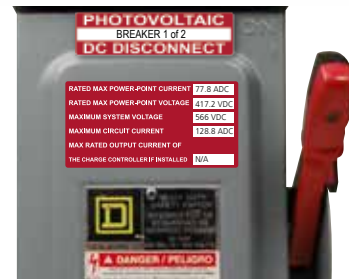 PHOTOVOLTAIC
BREAKER 1 of 2
DC DISCONNECT
RATED MAX POWER-POINT CURRENT 77.8 ADC
RATED MAX POWER-POINT VOLTAGE 417.2 VDC
MAXIMUM SYSTEM VOLTAGE 566 VDC
MAXIMUM CIRCUIT CURRENT 128.8 ADC
MAX RATED OUTPUT CURRENT OF
THE CHARGE CONTROLLER IF INSTALLED N/A
D
DANGER / PELIGRO